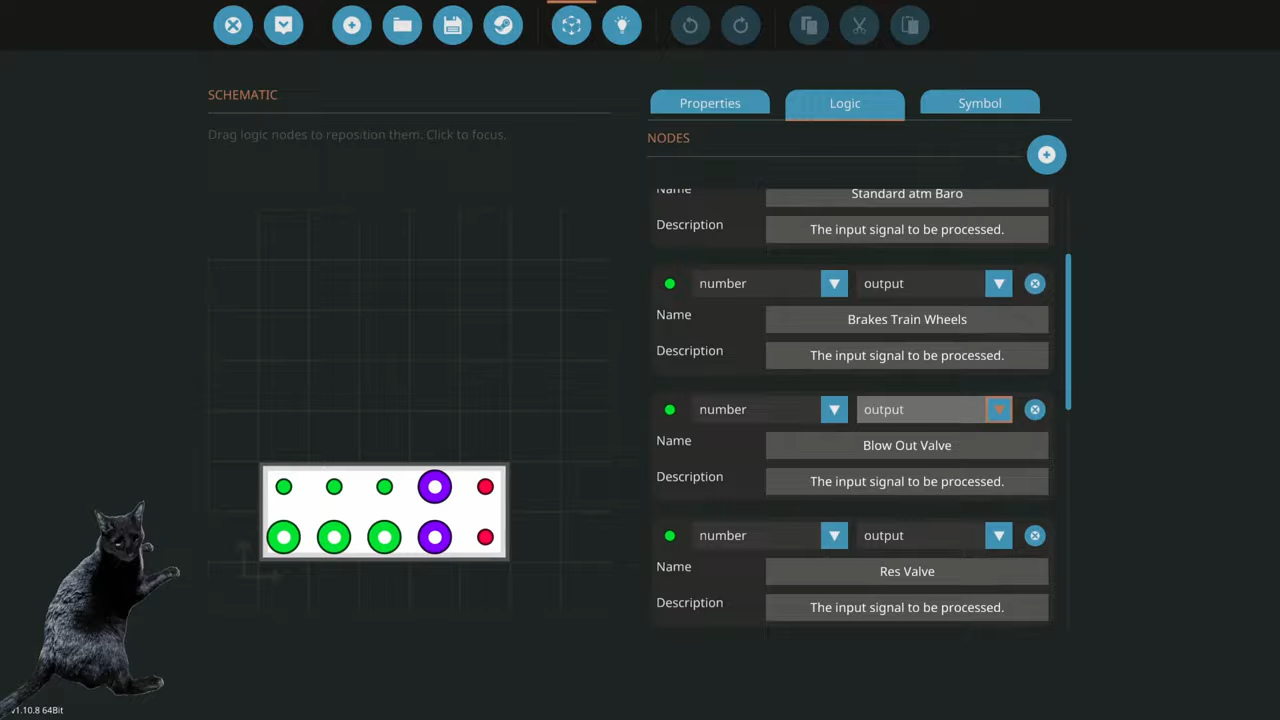 SCHEMATIC
Drag logic nodes to reposition them. Click to focus.
Properties
Logic
Symbol
NODES
Name
Standard atm Baro
Description
The input signal to be processed.
number
output
Name
Brakes Train Wheels
Description
The input signal to be processed.
number
output
Name
Blow Out Valve
Description
The input signal to be processed.
number
output
Name
Res Valve
Description
The input signal to be processed.
v1.10.8 64Bit